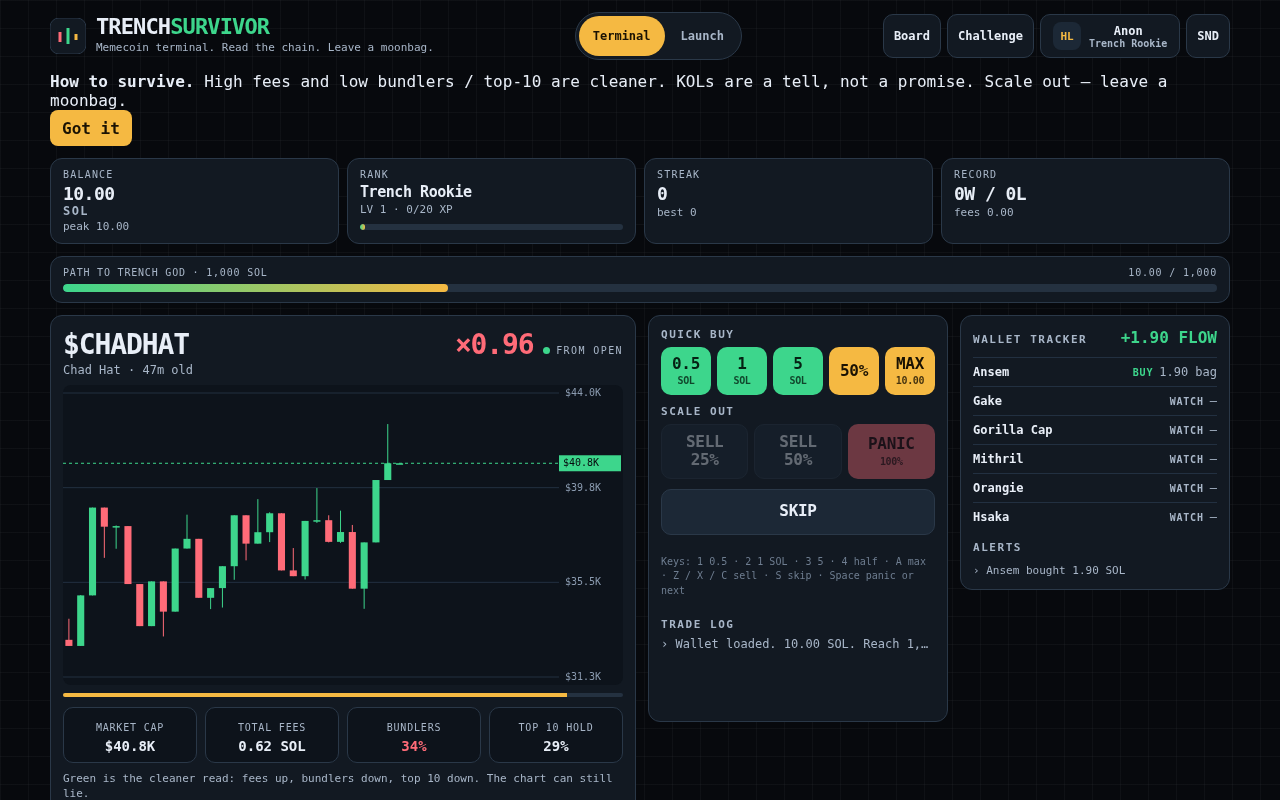 TRENCHSURVIVOR
Memecoin terminal. Read the chain. Leave a moonbag.
Terminal
Launch
Board
Challenge
HL
Anon
Trench Rookie
SND
How to survive. High fees and low bundlers / top-10 are cleaner. KOLs are a tell, not a promise. Scale out — leave a
moonbag.
Got it
BALANCE
10.00
SOL
peak 10.00
RANK
Trench Rookie
LV 1 · 0/20 XP
STREAK
0
best 0
RECORD
0W / 0L
fees 0.00
PATH TO TRENCH GOD · 1,000 SOL
10.00 / 1,000
$CHADHAT
×0.96
FROM OPEN
Chad Hat · 47m old
$44.0K
$40.8K
$39.8K
$35.5K
$31.3K
MARKET CAP
$40.8K
TOTAL FEES
0.62 SOL
BUNDLERS
34%
TOP 10 HOLD
29%
Green is the cleaner read: fees up, bundlers down, top 10 down. The chart can still
lie.
QUICK BUY
0.5
SOL
1
SOL
5
SOL
50%
MAX
10.00
SCALE OUT
SELL
25%
SELL
50%
PANIC
100%
SKIP
Keys: 1 0.5 · 2 1 SOL · 3 5 · 4 half · A max
· Z / X / C sell · S skip · Space panic or
next
TRADE LOG
› Wallet loaded. 10.00 SOL. Reach 1,…
WALLET TRACKER
+1.90 FLOW
Ansem BUY 1.90 bag
Gake WATCH —
Gorilla Cap WATCH —
Mithril WATCH —
Orangie WATCH —
Hsaka WATCH —
ALERTS
› Ansem bought 1.90 SOL